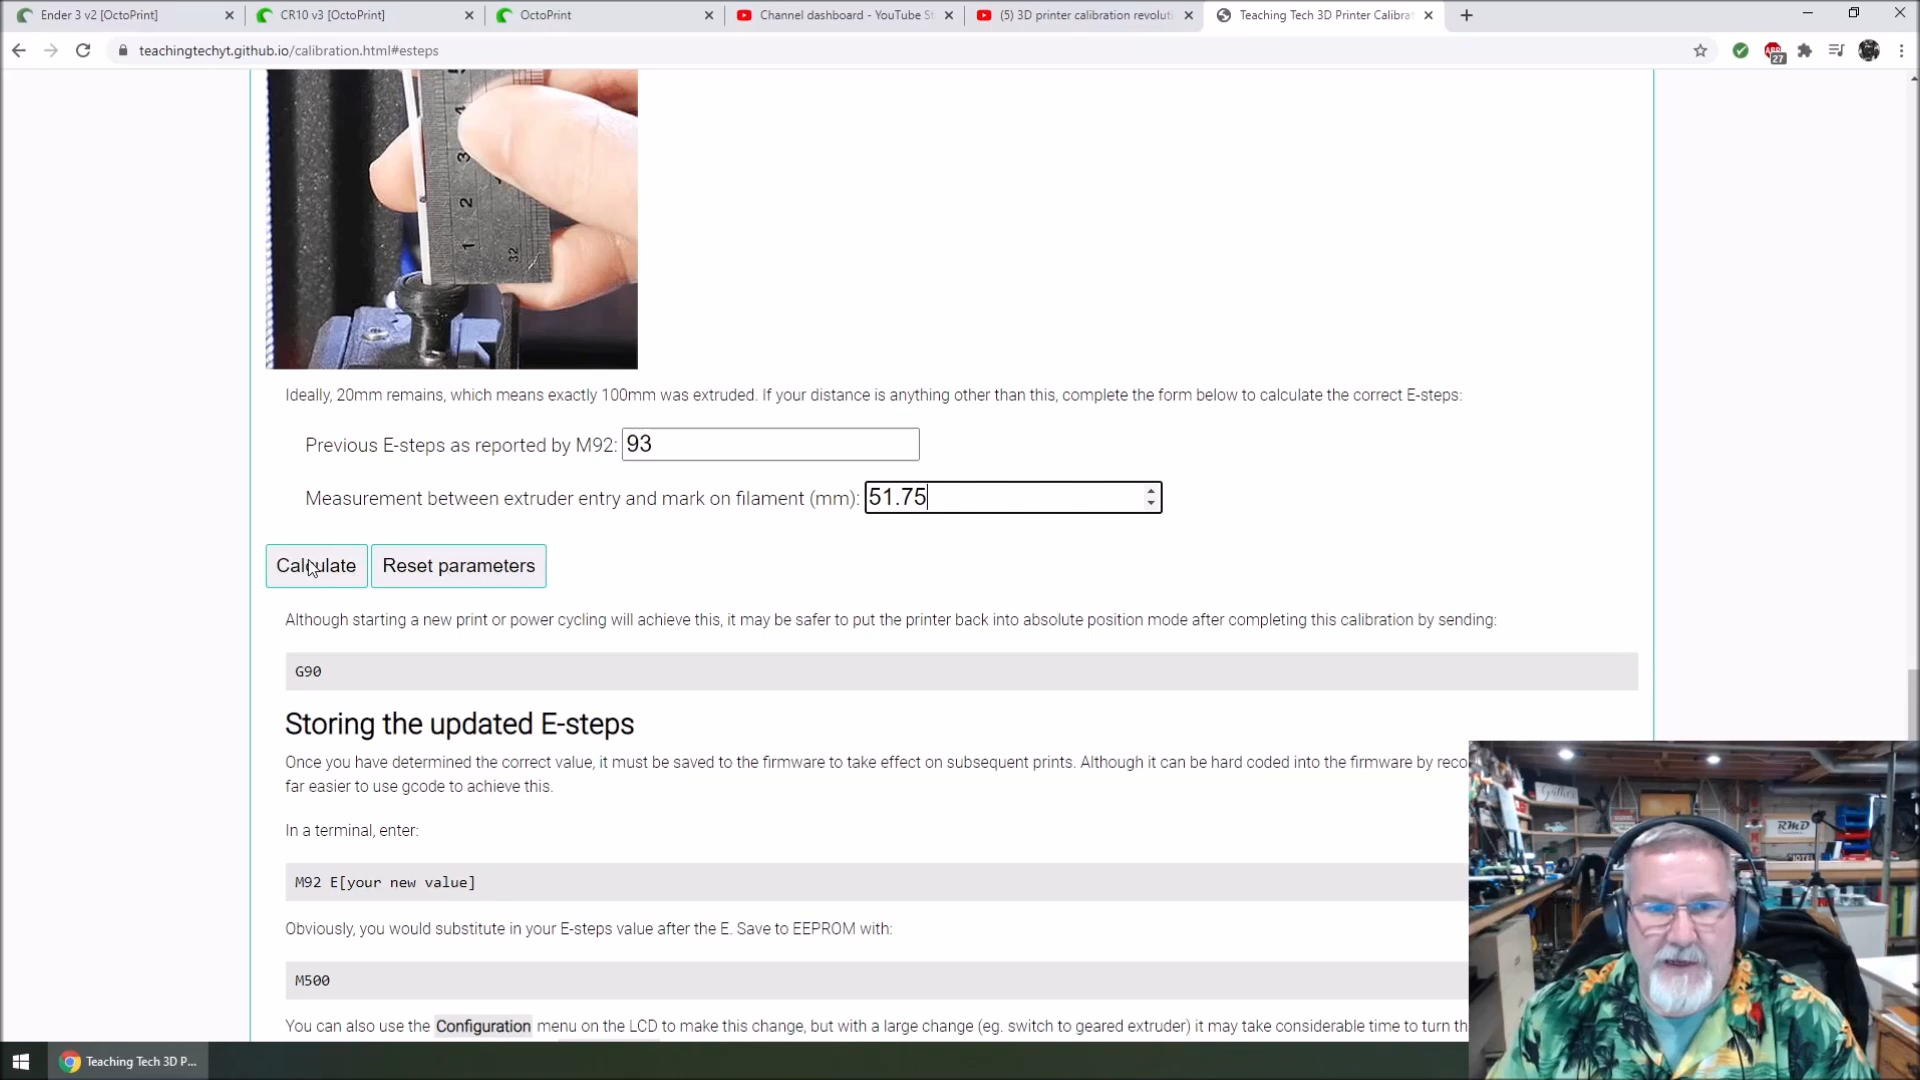 Ender 3 v2 [OctoPrint]
CR10 v3 [OctoPrint]
OctoPrint
Channel dashboard - YouTube St
(5) 3D printer calibration revoluti
Teaching Tech 3D Printer Calibrat
teachingtechyt.github.io/calibration.html#esteps
27
4
3
2
1
32
Ideally, 20mm remains, which means exactly 100mm was extruded. If your distance is anything other than this, complete the form below to calculate the correct E-steps:
Previous E-steps as reported by M92: 93
Measurement between extruder entry and mark on filament (mm): 51.75
Calculate Reset parameters
Although starting a new print or power cycling will achieve this, it may be safer to put the printer back into absolute position mode after completing this calibration by sending:
G90
Storing the updated E-steps
Once you have determined the correct value, it must be saved to the firmware to take effect on subsequent prints. Although it can be hard coded into the firmware by reco
far easier to use gcode to achieve this.
In a terminal, enter:
M92 E[your new value]
Obviously, you would substitute in your E-steps value after the E. Save to EEPROM with:
M500
You can also use the Configuration menu on the LCD to make this change, but with a large change (eg. switch to geared extruder) it may take considerable time to turn th
Gather
RMD
Teaching Tech 3D P...